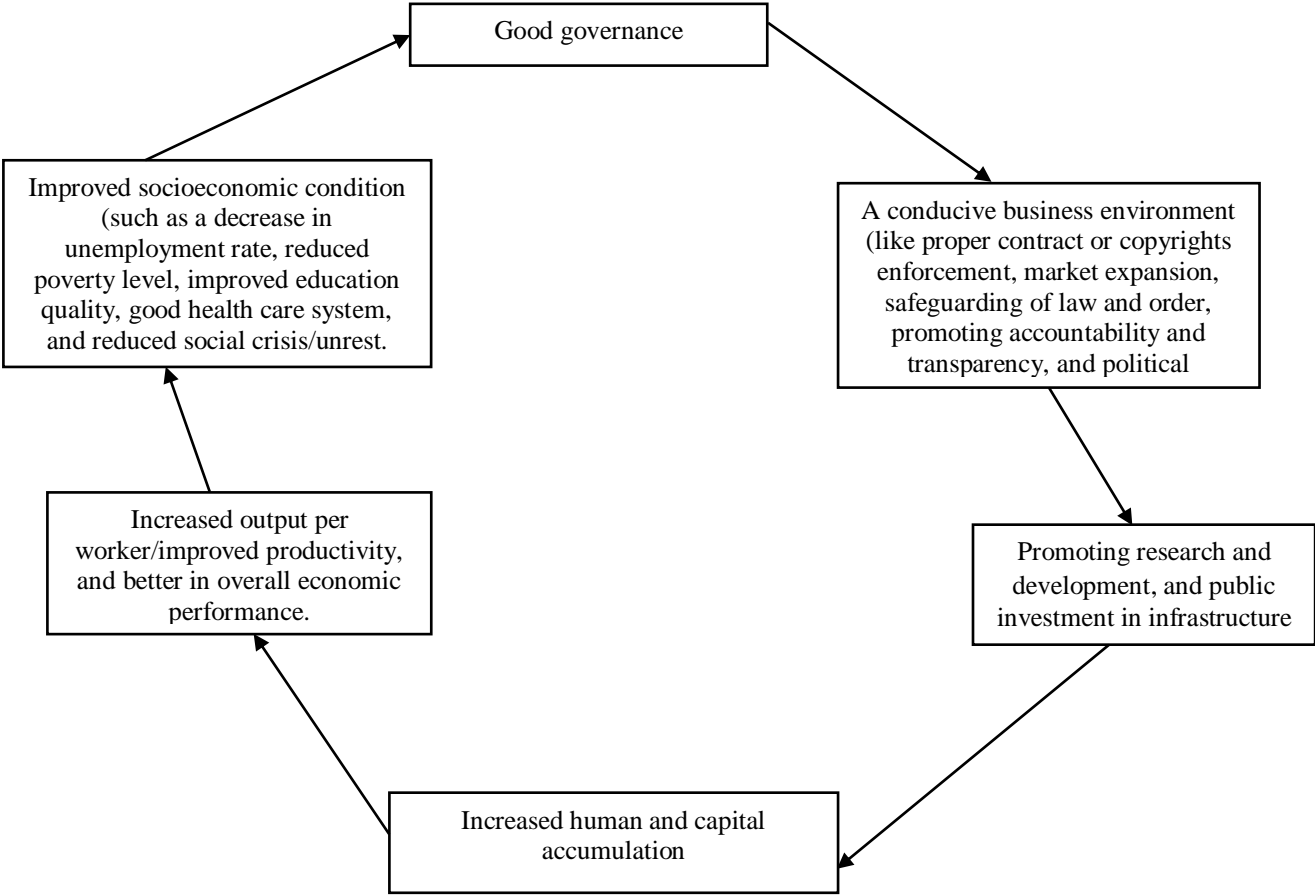 Good governance
A conducive business environment
(like proper contract or copyrights
enforcement, market expansion,
safeguarding of law and order,
promoting accountability and
transparency, and political
Promoting research and
development, and public
investment in infrastructure
Increased human and capital
accumulation
Increased output per
worker/improved productivity,
and better in overall economic
performance.
Improved socioeconomic condition
(such as a decrease in
unemployment rate, reduced
poverty level, improved education
quality, good health care system,
and reduced social crisis/unrest.